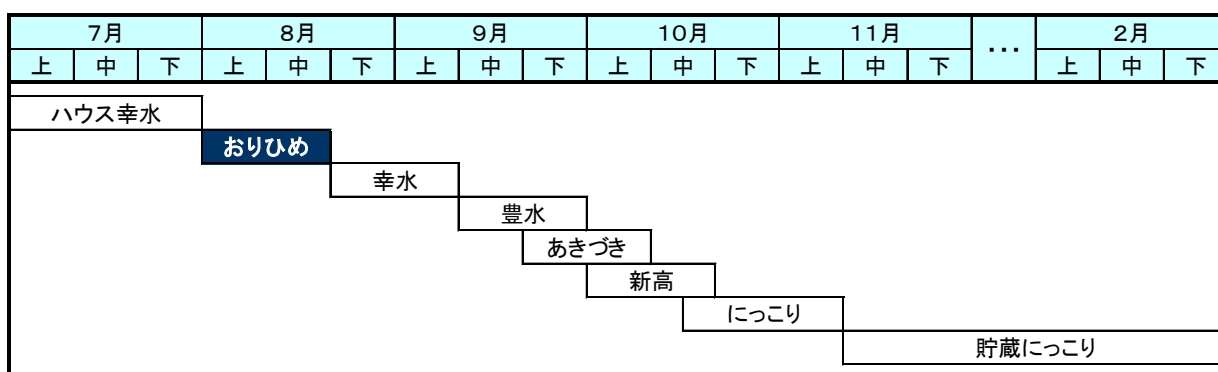 7月 8月 9月 10月 11月 ・・・ 2月
上 中 下 上 中 下 上 中 下 上 中 下 上 中 下 上 中 下
ハウス幸水
おりひめ
幸水
豊水
あきづき
新高
にっこり
貯蔵にっこり